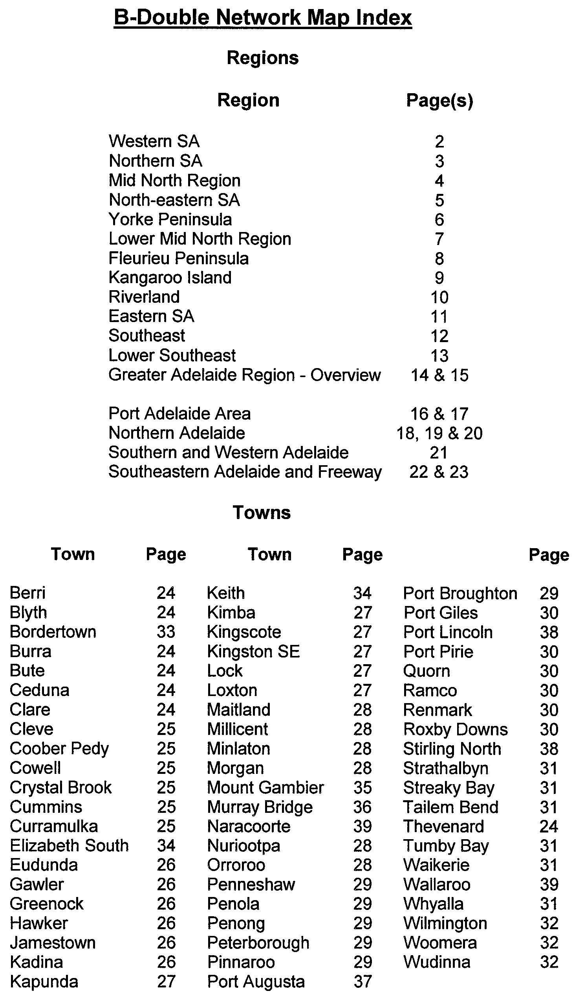 B-Double Network Map Index
Regions
Region Page(s)
Western SA 2
Northern SA 3
Mid North Region 4
North-eastern SA 5
Yorke Peninsula 6
Lower Mid North Region 7
Fleurieu Peninsula 8
Kangaroo Island 9
Riverland 10
Eastern SA 11
Southeast 12
Lower Southeast 13
Greater Adelaide Region - Overview 14 & 15
Port Adelaide Area 16 & 17
Northern Adelaide 18, 19 & 20
Southern and Western Adelaide 21
Southeastern Adelaide and Freeway 22 & 23
Towns
Town Page Town Page Page
Berri 24 Keith 34 Port Broughton 29
Blyth 24 Kimba 27 Port Giles 30
Bordertown 33 Kingscote 27 Port Lincoln 38
Burra 24 Kingston SE 27 Port Pirie 30
Bute 24 Lock 27 Quorn 30
Ceduna 24 Loxton 27 Ramco 30
Clare 24 Maitland 28 Renmark 30
Cleve 25 Millicent 28 Roxby Downs 30
Coober Pedy 25 Minlaton 28 Stirling North 38
Cowell 25 Morgan 28 Strathalbyn 31
Crystal Brook 25 Mount Gambier 35 Streaky Bay 31
Cummins 25 Murray Bridge 36 Tailem Bend 31
Curramulka 25 Naracoorte 39 Thevenard 24
Elizabeth South 34 Nuriootpa 28 Tumby Bay 31
Eudunda 26 Orroroo 28 Waikerie 31
Gawler 26 Penneshaw 29 Wallaroo 39
Greenock 26 Penola 29 Whyalla 31
Hawker 26 Penong 29 Wilmington 32
Jamestown 26 Peterborough 29 Woomera 32
Kadina 26 Pinnaroo 29 Wudinna 32
Kapunda 27 Port Augusta 37